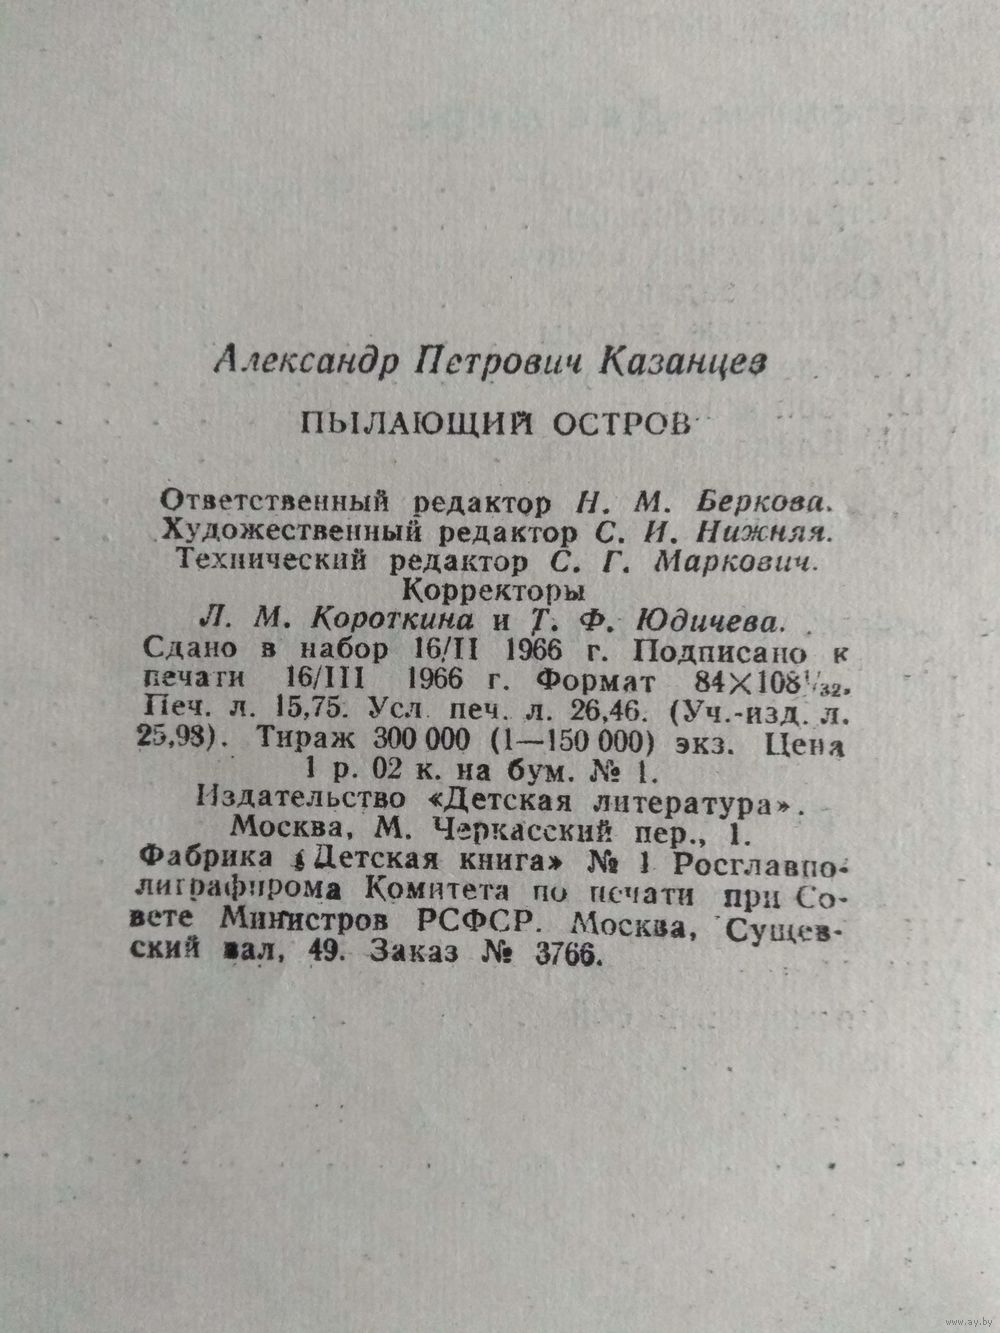 Александр Петрович Казанцев
ПЫЛАЮЩИЙ ОСТРОВ
Ответственный редактор Н. М. Беркова.
Художественный редактор С. И. Нижняя.
Технический редактор С. Г. Маркович.
Корректоры
Л. М. Короткина и Т. Ф. Юдичева.
Сдано в набор 16/II 1966 г. Подписано к
печати 16/III 1966 г. Формат 84×108¹/₃₂.
Печ. л. 15,75. Усл. печ. л. 26,46. (Уч.-изд. л.
25,98). Тираж 300 000 (1—150 000) экз. Цена
1 р. 02 к. на бум. № 1.
Издательство «Детская литература».
Москва, М. Черкасский пер., 1.
Фабрика «Детская книга» № 1 Росглавпо-
лиграфпрома Комитета по печати при Со-
вете Министров РСФСР. Москва, Сущев-
ский вал, 49. Заказ № 3766.
www.ay.by